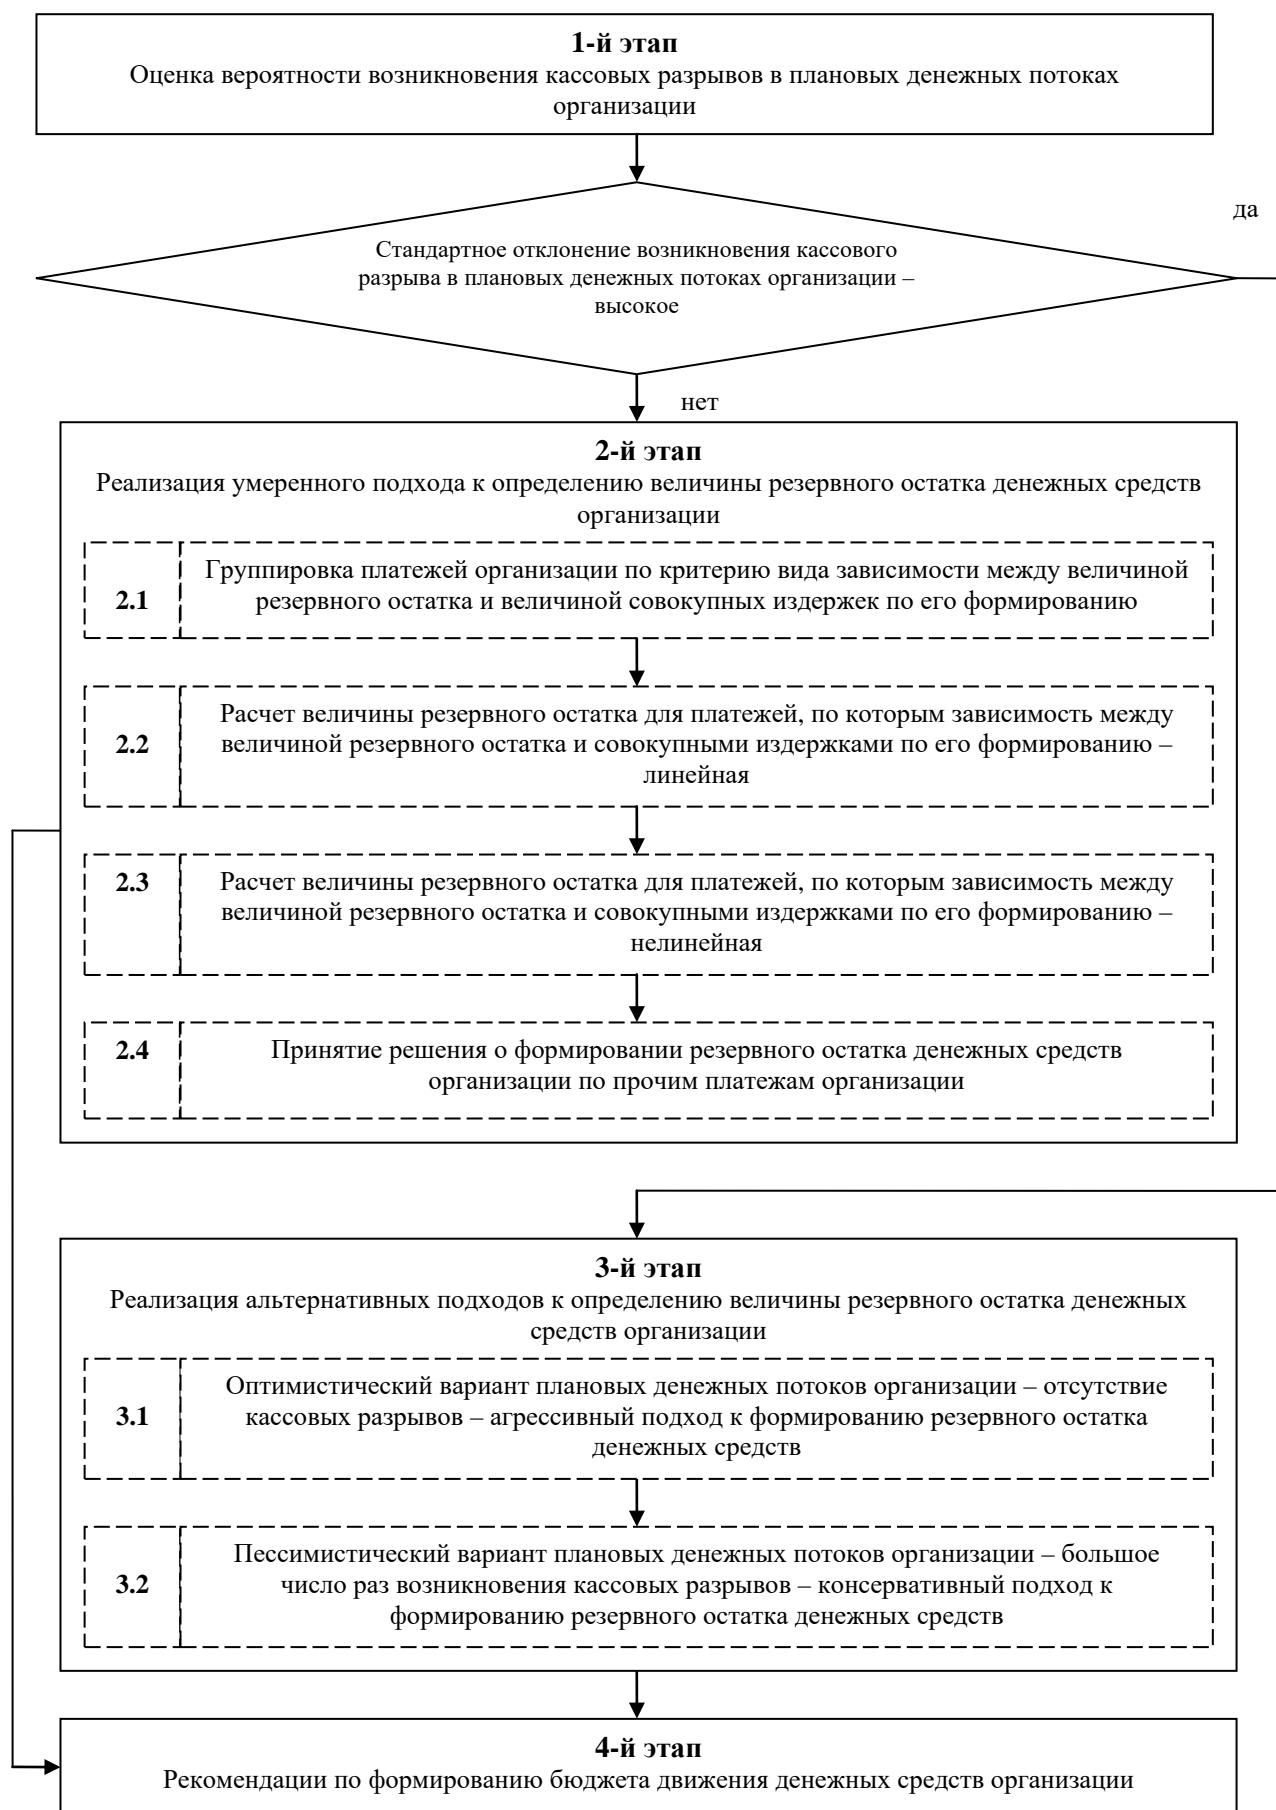 1-й этап
Оценка вероятности возникновения кассовых разрывов в плановых денежных потоках
организации
да
Стандартное отклонение возникновения кассового
разрыва в плановых денежных потоках организации –
высокое
нет
2-й этап
Реализация умеренного подхода к определению величины резервного остатка денежных средств
организации
2.1
Группировка платежей организации по критерию вида зависимости между величиной
резервного остатка и величиной совокупных издержек по его формированию
2.2
Расчет величины резервного остатка для платежей, по которым зависимость между
величиной резервного остатка и совокупными издержками по его формированию –
линейная
2.3
Расчет величины резервного остатка для платежей, по которым зависимость между
величиной резервного остатка и совокупными издержками по его формированию –
нелинейная
2.4
Принятие решения о формировании резервного остатка денежных средств
организации по прочим платежам организации
3-й этап
Реализация альтернативных подходов к определению величины резервного остатка денежных
средств организации
3.1
Оптимистический вариант плановых денежных потоков организации – отсутствие
кассовых разрывов – агрессивный подход к формированию резервного остатка
денежных средств
3.2
Пессимистический вариант плановых денежных потоков организации – большое
число раз возникновения кассовых разрывов – консервативный подход к
формированию резервного остатка денежных средств
4-й этап
Рекомендации по формированию бюджета движения денежных средств организации